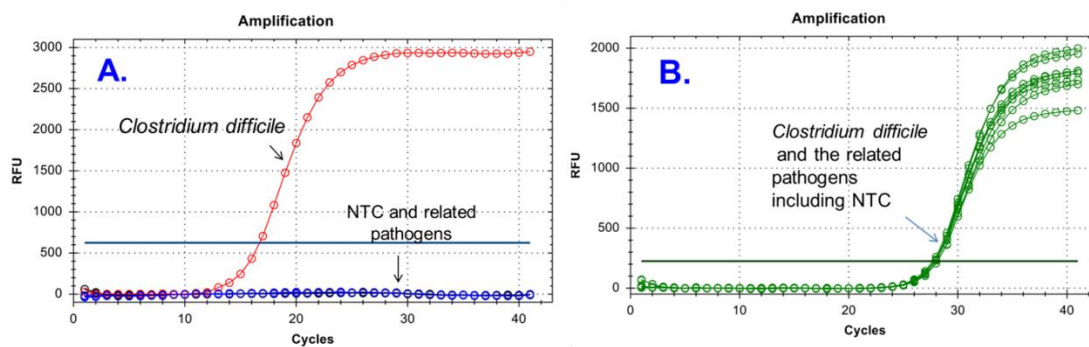 Amplification
A.
3000
2500
2000
1500
1000
500
0
RFU
Clostridium difficile
NTC and related
pathogens
0
10
20
30
40
Cycles
Amplification
B.
2000
1500
1000
500
0
RFU
Clostridium difficile
and the related
pathogens
including NTC
0
10
20
30
40
Cycles